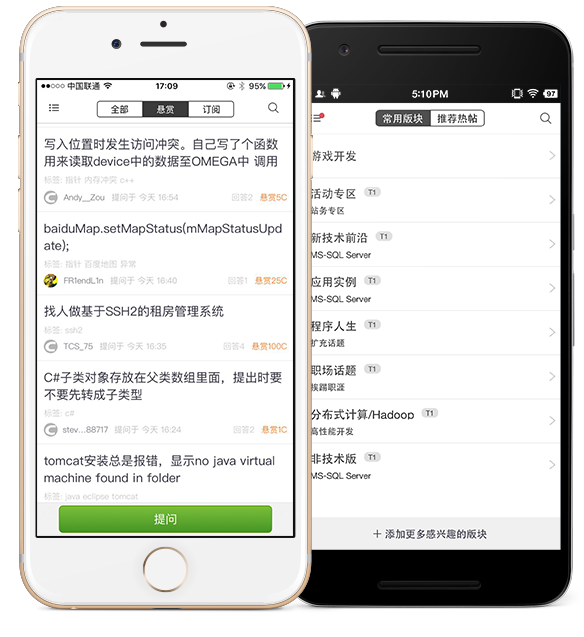 中国联通 17:09 95%
全部 悬赏 订阅
写入位置时发生访问冲突。自己写了个函数
用来读取device中的数据至OMEGA中 调用
标签: 指针 内存冲突 c++
Andy__Zou 提问于 今天 16:54 回答2 悬赏5C
baiduMap.setMapStatus(mMapStatusUpd
ate);
标签: 指针 百度地图 异常
FR1endL1n 提问于 今天 16:40 回答1 悬赏25C
找人做基于SSH2的租房管理系统
标签: ssh2
TCS_75 提问于 今天 16:35 回答4 悬赏100C
C#子类对象存放在父类数组里面，提出时要
不要先转成子类型
标签: c#
stev...88717 提问于 今天 16:24 回答2 悬赏1C
tomcat安装总是报错，显示no java virtual
machine found in folder
标签: java eclipse tomcat
提问
5:10PM 97
常用版块 推荐热帖
游戏开发
活动专区 T1
站务专区
新技术前沿 T1
MS-SQL Server
应用实例 T1
MS-SQL Server
程序人生 T1
扩充话题
职场话题 T1
挨踢职涯
分布式计算/Hadoop T1
高性能开发
非技术版 T1
MS-SQL Server
+ 添加更多感兴趣的版块